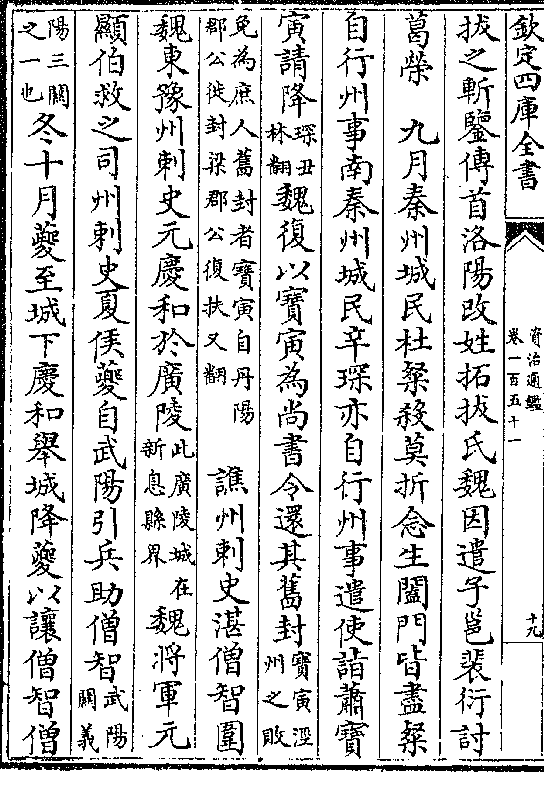 欽定四庫全書
資治通鑑
卷一百五十一
十九
拔之斬鑒傳首洛陽改姓拓拔氏魏因遣子邕裴衍討
葛榮　九月秦州城民杜粲殺莫折念生闔門皆盡粲
自行州事南秦州城民辛琛亦自行州事遣使詣蕭寶
寅請降琛丑林翻魏復以寶寅為尚書令還其舊封寶寅涇州之敗
免為庶人舊封者寶寅自丹陽郡公徙封梁郡公復扶又翻　譙州刺史湛僧智圍
魏東豫州刺史元慶和於廣陵此廣陵城在新息縣界　魏將軍元
顯伯救之司州刺史夏侯夔自武陽引兵助僧智武陽關義
陽三關之一也冬十月夔至城下慶和舉城降夔以讓僧智僧